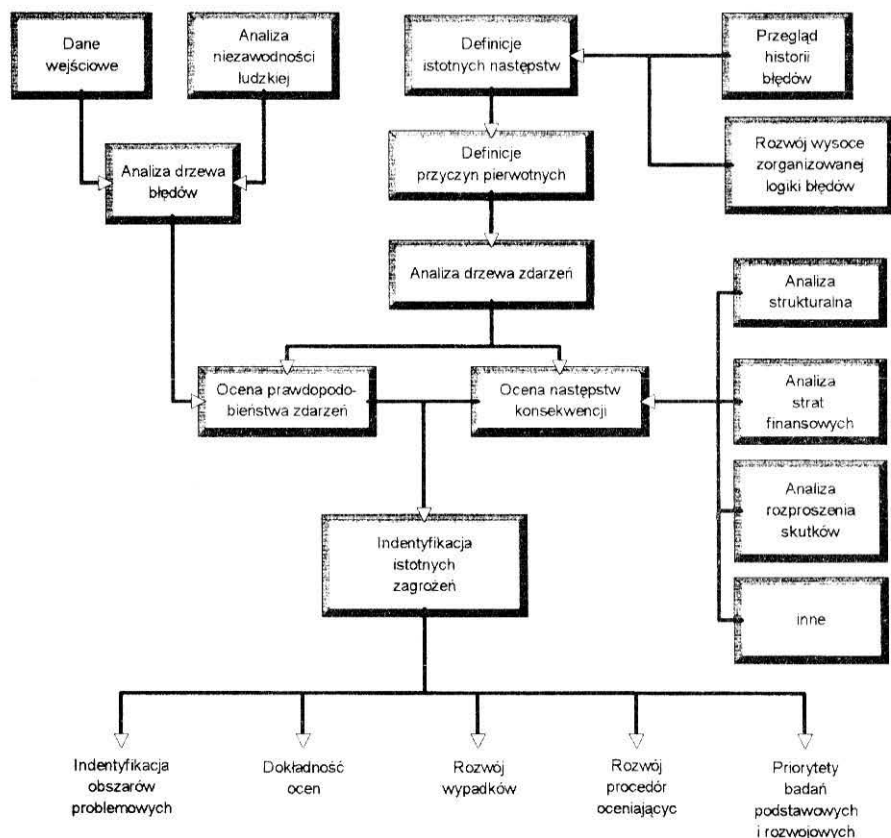 Dane
wejściowe
Analiza
niezawodności
ludzkiej
Definicje
istotnych następstw
Przegląd
historii
błędów
Rozwój wysoce
zorganizowanej
logiki błędów
Analiza drzewa
błędów
Definicje
przyczyn pierwotnych
Analiza drzewa zdarzeń
Analiza
strukturalna
Ocena prawdopodo-
bieństwa zdarzeń
Ocena następstw
konsekwencji
Analiza
strat
finansowych
Analiza
rozproszenia
skutków
inne
Indentyfikacja
istotnych
zagrożeń
Indentyfikacja
obszarów
problemowych
Dokładność
ocen
Rozwój
wypadków
Rozwój
procedór
oceniającyc
Priorytety
badań
podstawowych
i rozwojowych